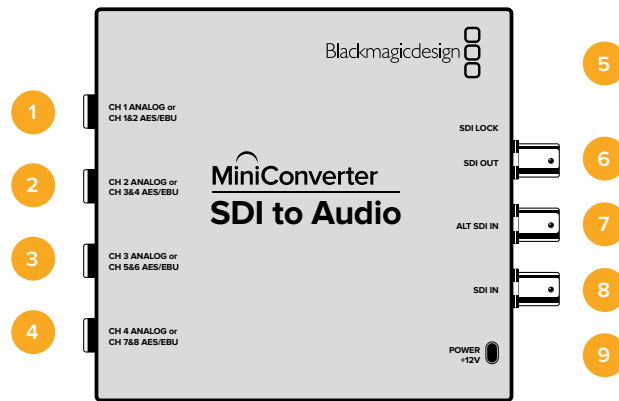 Blackmagicdesign
1
CH 1 ANALOG or
CH 1&2 AES/EBU
2
CH 2 ANALOG or
CH 3&4 AES/EBU
3
CH 3 ANALOG or
CH 5&6 AES/EBU
4
CH 4 ANALOG or
CH 7&8 AES/EBU
MiniConverter
SDI to Audio
5
SDI LOCK
SDI OUT
6
ALT SDI IN
7
SDI IN
8
POWER
+12V
9